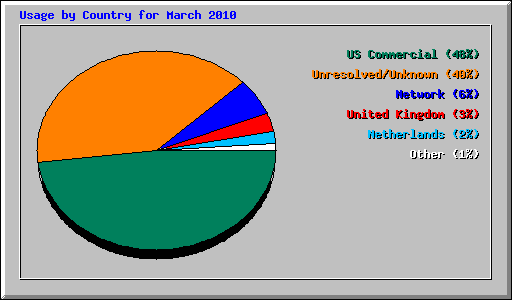 Usage by Country for March 2010
US Commercial (48%)
Unresolved/Unknown (40%)
Network (6%)
United Kingdom (3%)
Netherlands (2%)
Other (1%)